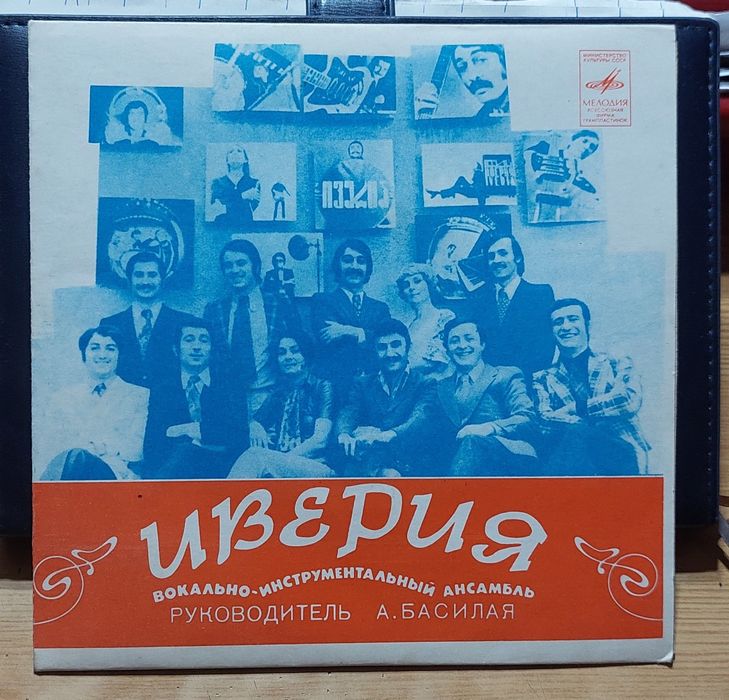 МИНИСТЕРСТВО
КУЛЬТУРЫ СССР
МЕЛОДИЯ
ВСЕСОЮЗНАЯ
ФИРМА
ГРАМПЛАСТИНОК
ИВЕРИЯ
ВОКАЛЬНО-ИНСТРУМЕНТАЛЬНЫЙ АНСАМБЛЬ
РУКОВОДИТЕЛЬ А.БАСИЛАЯ